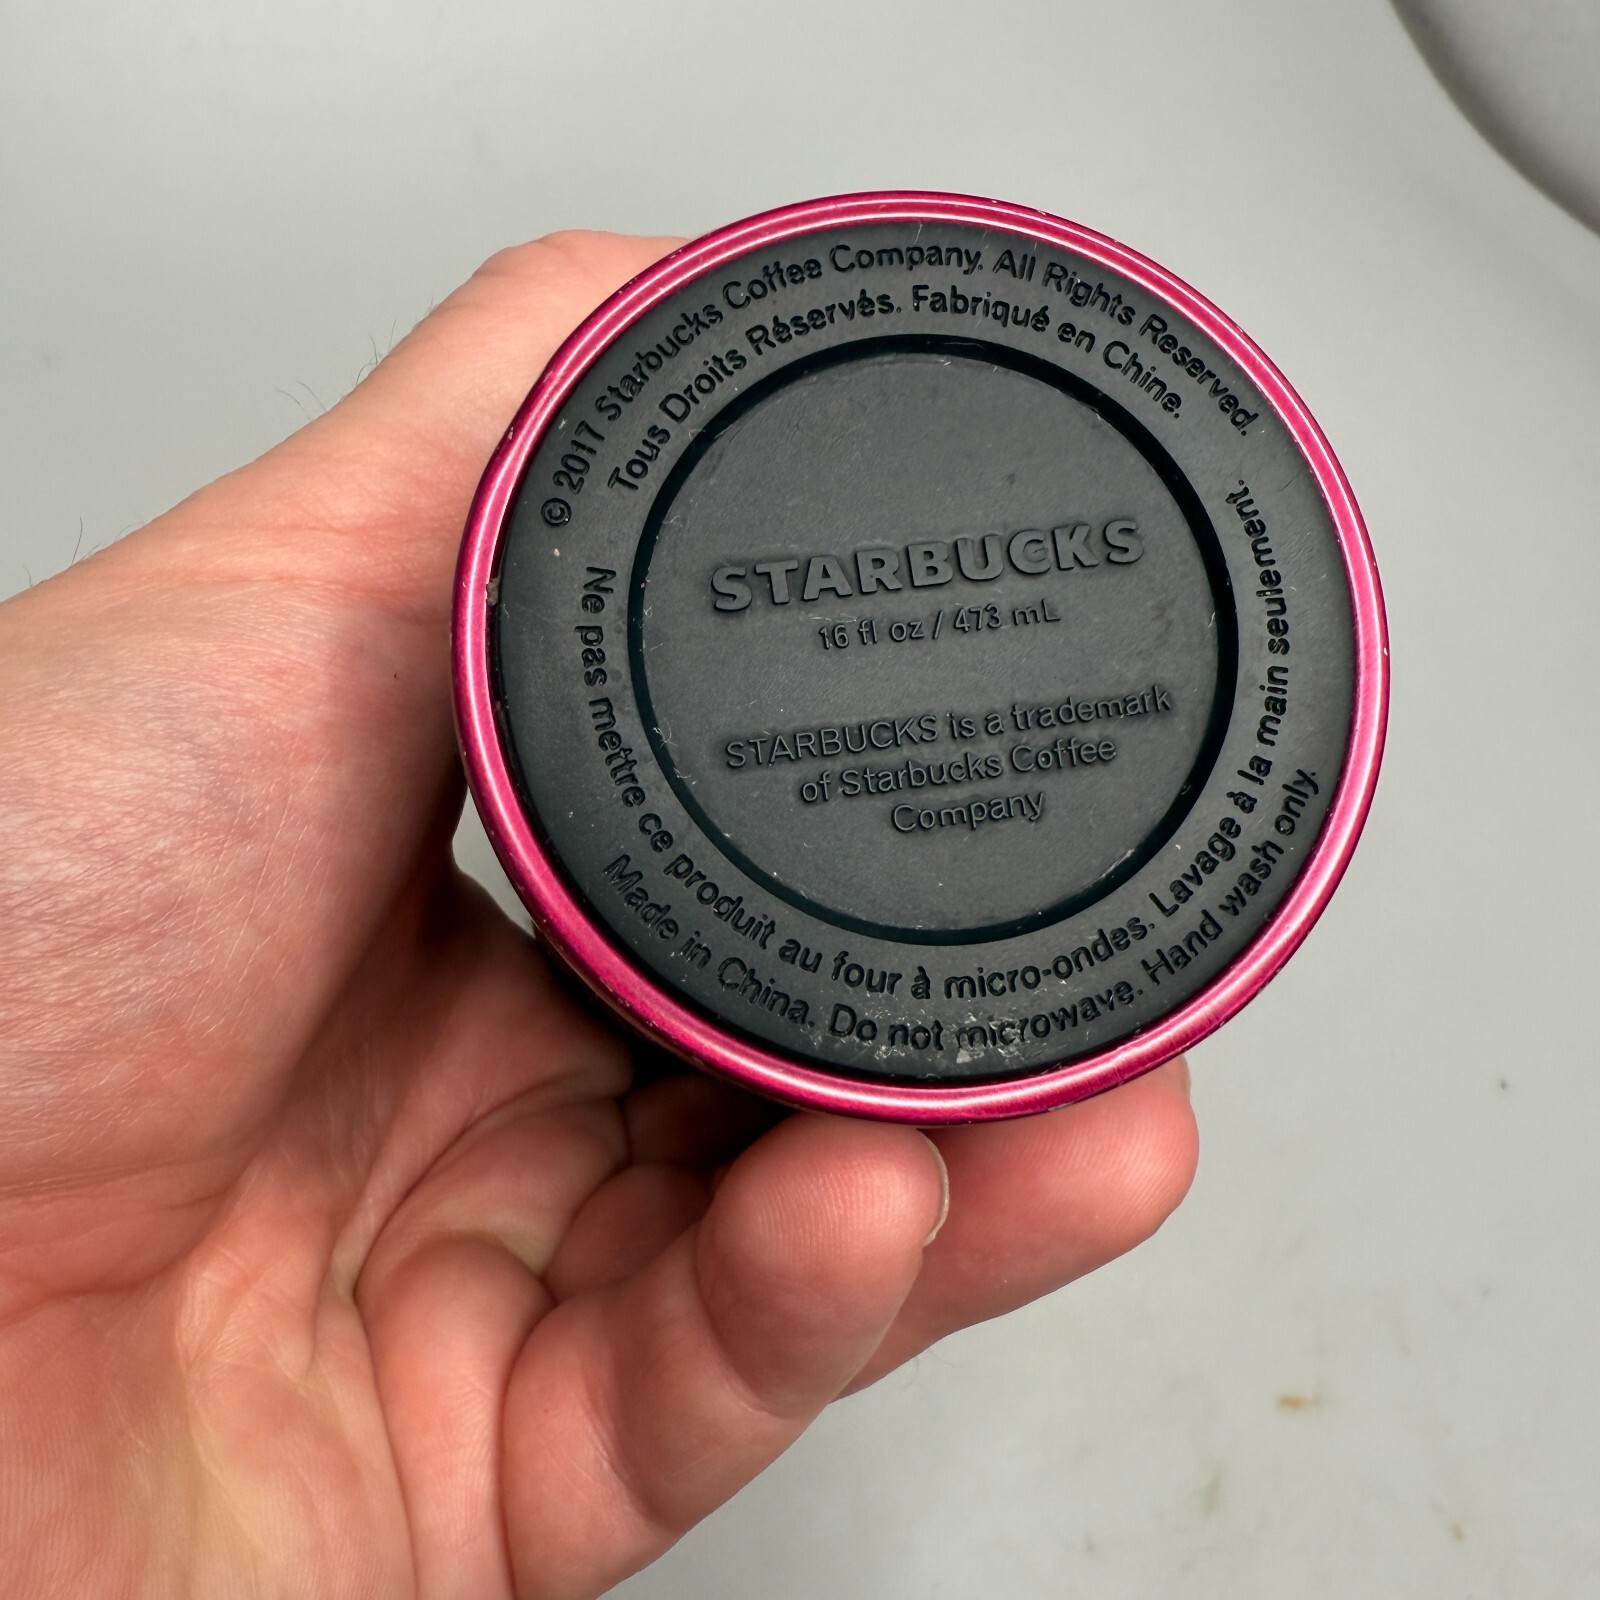 © 2017 Starbucks Coffee Company. All Rights Reserved.
Tous Droits Réservés. Fabriqué en Chine.
STARBUCKS
16 fl oz / 473 mL
STARBUCKS is a trademark
of Starbucks Coffee
Company
Ne pas mettre ce produit au four à micro-ondes. Lavage à la main seulement.
Made in China. Do not microwave. Hand wash only.